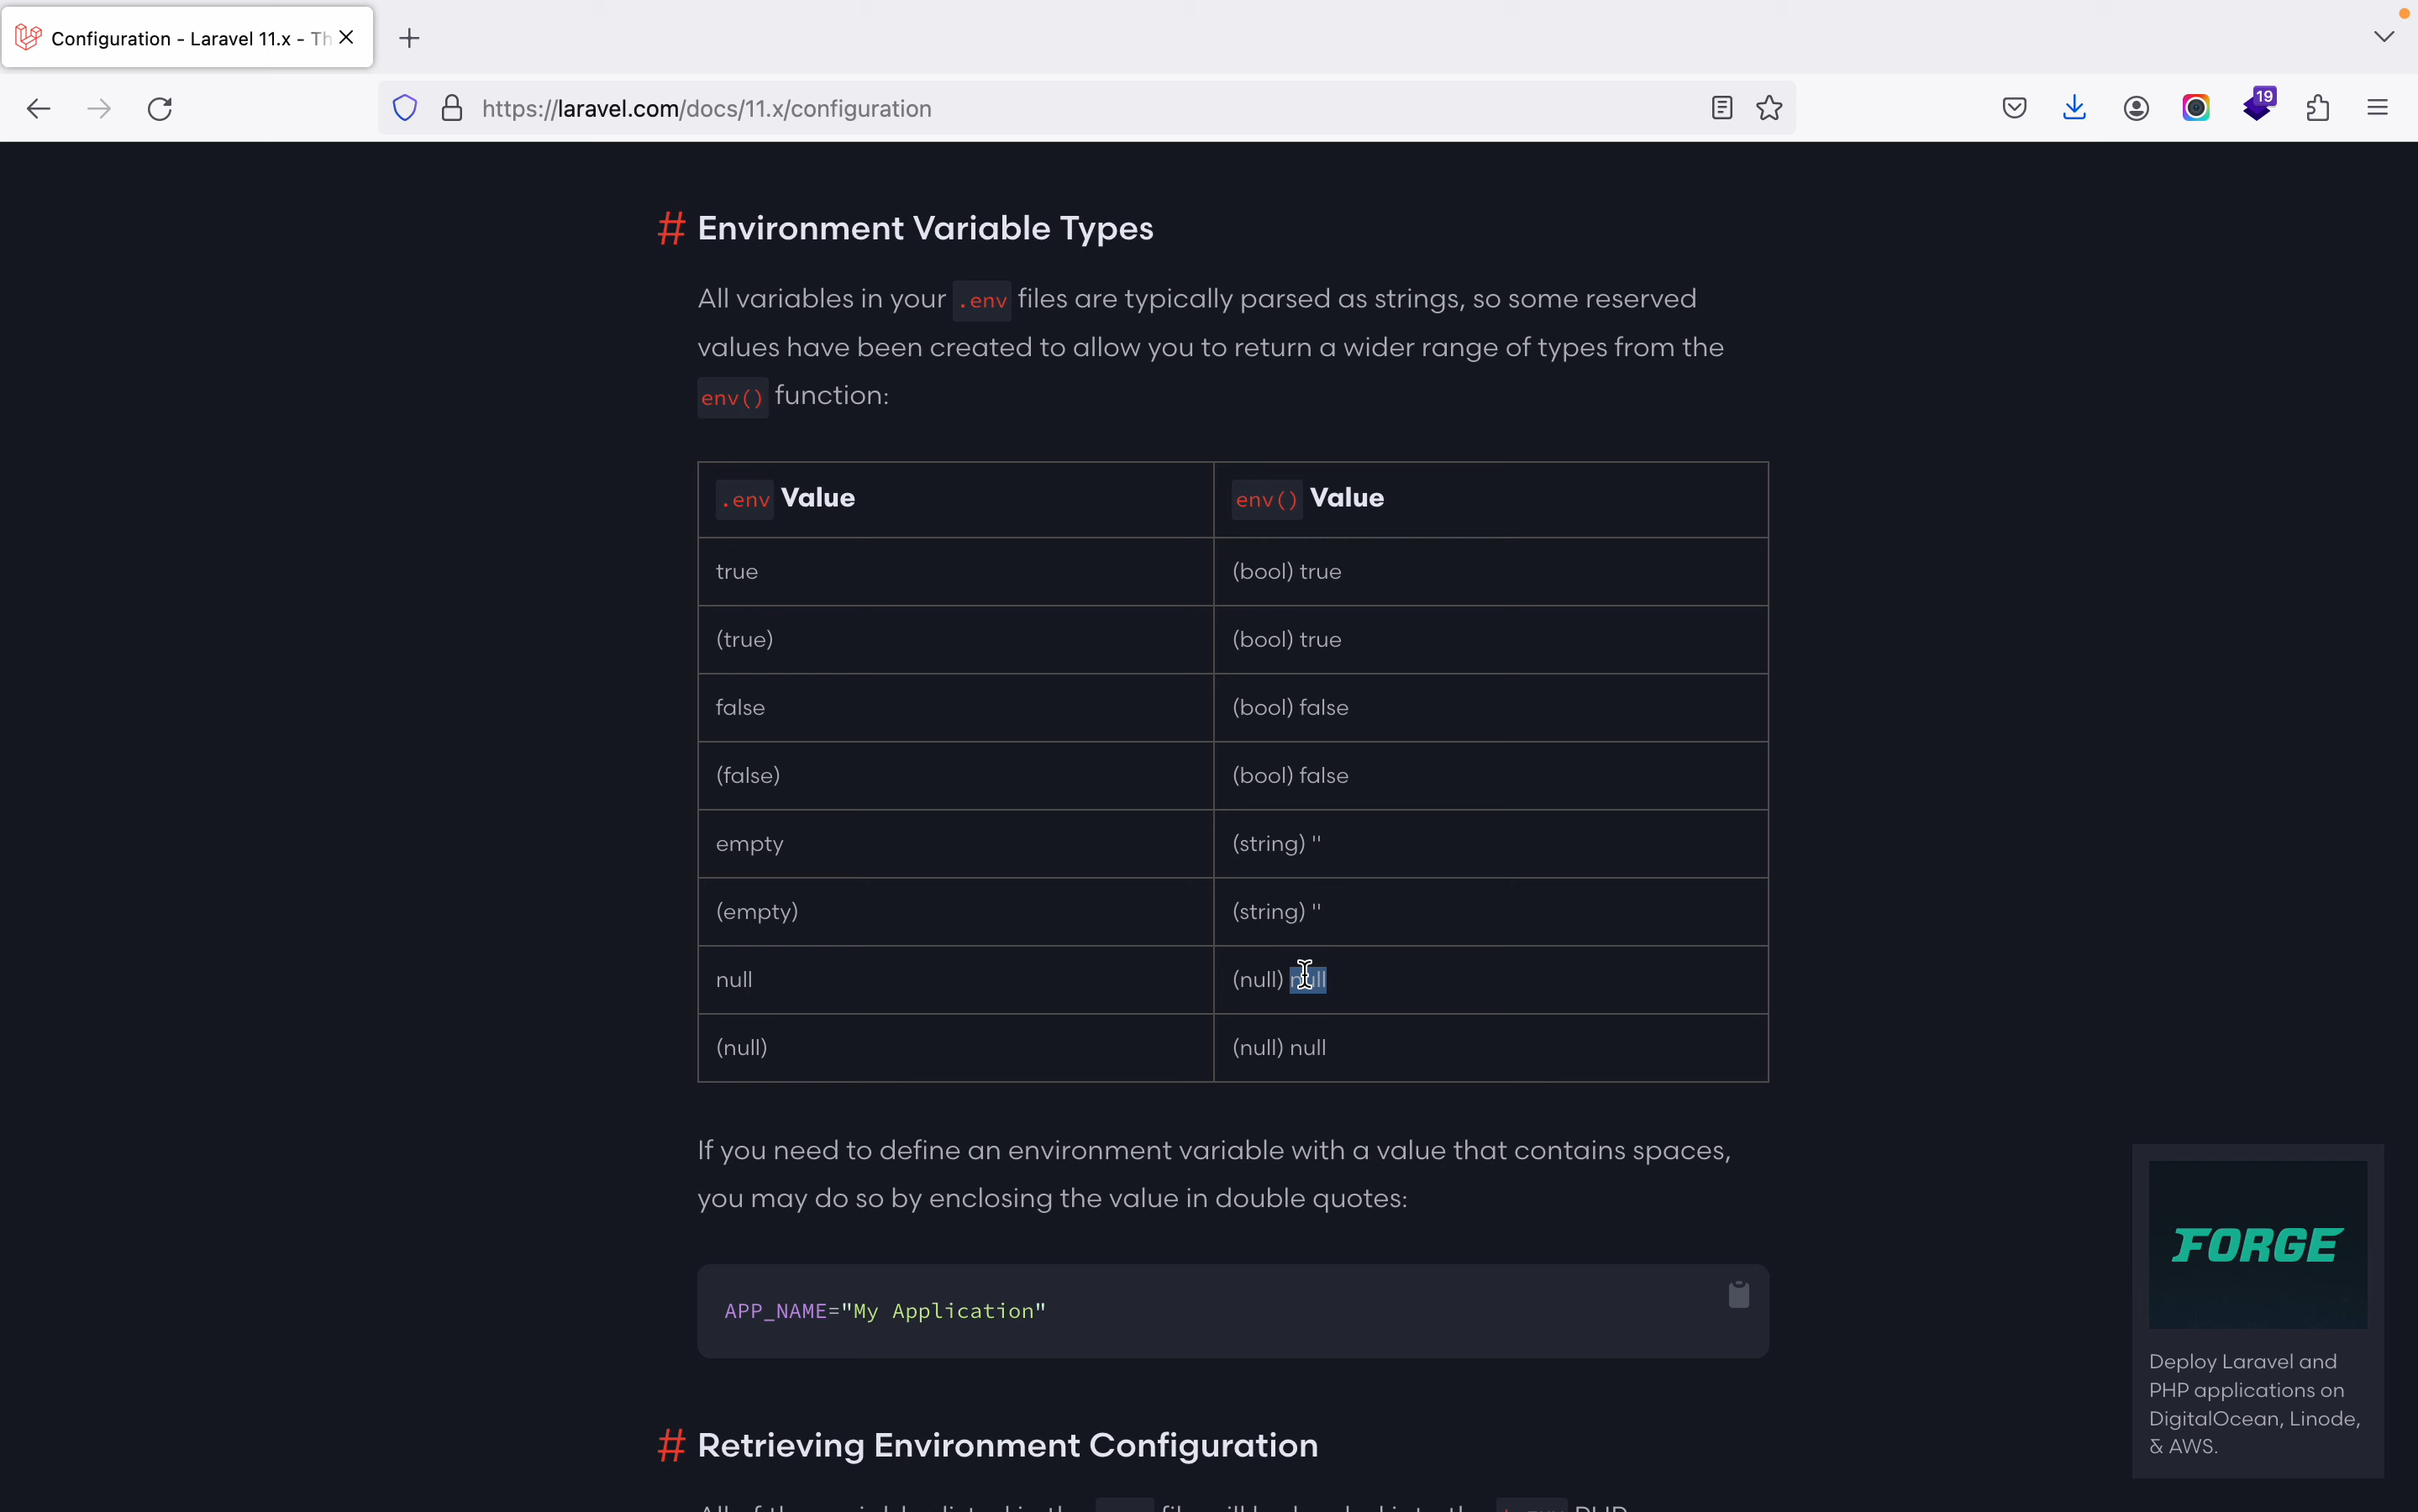 Configuration - Laravel 11.x - Th
https://laravel.com/docs/11.x/configuration
19
# Environment Variable Types
All variables in your .env files are typically parsed as strings, so some reserved
values have been created to allow you to return a wider range of types from the
env() function:
.env Value env() Value
true (bool) true
(true) (bool) true
false (bool) false
(false) (bool) false
empty (string) ''
(empty) (string) ''
null (null) null
(null) (null) null
If you need to define an environment variable with a value that contains spaces,
you may do so by enclosing the value in double quotes:
APP_NAME="My Application"
FORGE
Deploy Laravel and
PHP applications on
DigitalOcean, Linode,
& AWS.
# Retrieving Environment Configuration